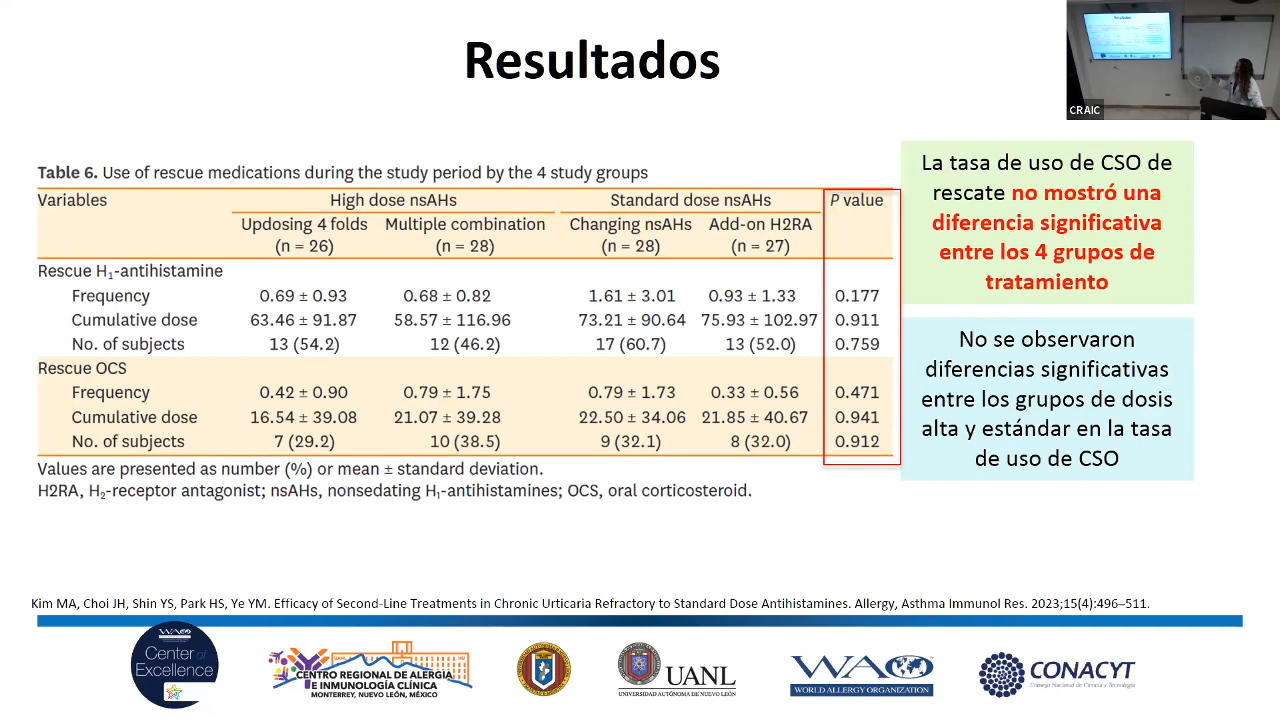 Resultados
Resultados
CRAIC
Table 6. Use of rescue medications during the study period by the 4 study groups
Variables High dose nsAHs Standard dose nsAHs P value
Updosing 4 folds Multiple combination Changing nsAHs Add-on H2RA
(n = 26) (n = 28) (n = 28) (n = 27)
Rescue H₁-antihistamine
Frequency 0.69 ± 0.93 0.68 ± 0.82 1.61 ± 3.01 0.93 ± 1.33 0.177
Cumulative dose 63.46 ± 91.87 58.57 ± 116.96 73.21 ± 90.64 75.93 ± 102.97 0.911
No. of subjects 13 (54.2) 12 (46.2) 17 (60.7) 13 (52.0) 0.759
Rescue OCS
Frequency 0.42 ± 0.90 0.79 ± 1.75 0.79 ± 1.73 0.33 ± 0.56 0.471
Cumulative dose 16.54 ± 39.08 21.07 ± 39.28 22.50 ± 34.06 21.85 ± 40.67 0.941
No. of subjects 7 (29.2) 10 (38.5) 9 (32.1) 8 (32.0) 0.912
Values are presented as number (%) or mean ± standard deviation.
H2RA, H₂-receptor antagonist; nsAHs, nonsedating H₁-antihistamines; OCS, oral corticosteroid.
La tasa de uso de CSO de
rescate no mostró una
diferencia significativa
entre los 4 grupos de
tratamiento
No se observaron
diferencias significativas
entre los grupos de dosis
alta y estándar en la tasa
de uso de CSO
Kim MA, Choi JH, Shin YS, Park HS, Ye YM. Efficacy of Second-Line Treatments in Chronic Urticaria Refractory to Standard Dose Antihistamines. Allergy, Asthma Immunol Res. 2023;15(4):496–511.
WAO
Center of
Excellence
UANL
CENTRO REGIONAL DE ALERGIA
E INMUNOLOGÍA CLÍNICA
MONTERREY, NUEVO LEÓN, MÉXICO
UANL
UNIVERSIDAD AUTÓNOMA DE NUEVO LEÓN
WAO
WORLD ALLERGY ORGANIZATION
CONACYT
Consejo Nacional de Ciencia y Tecnología